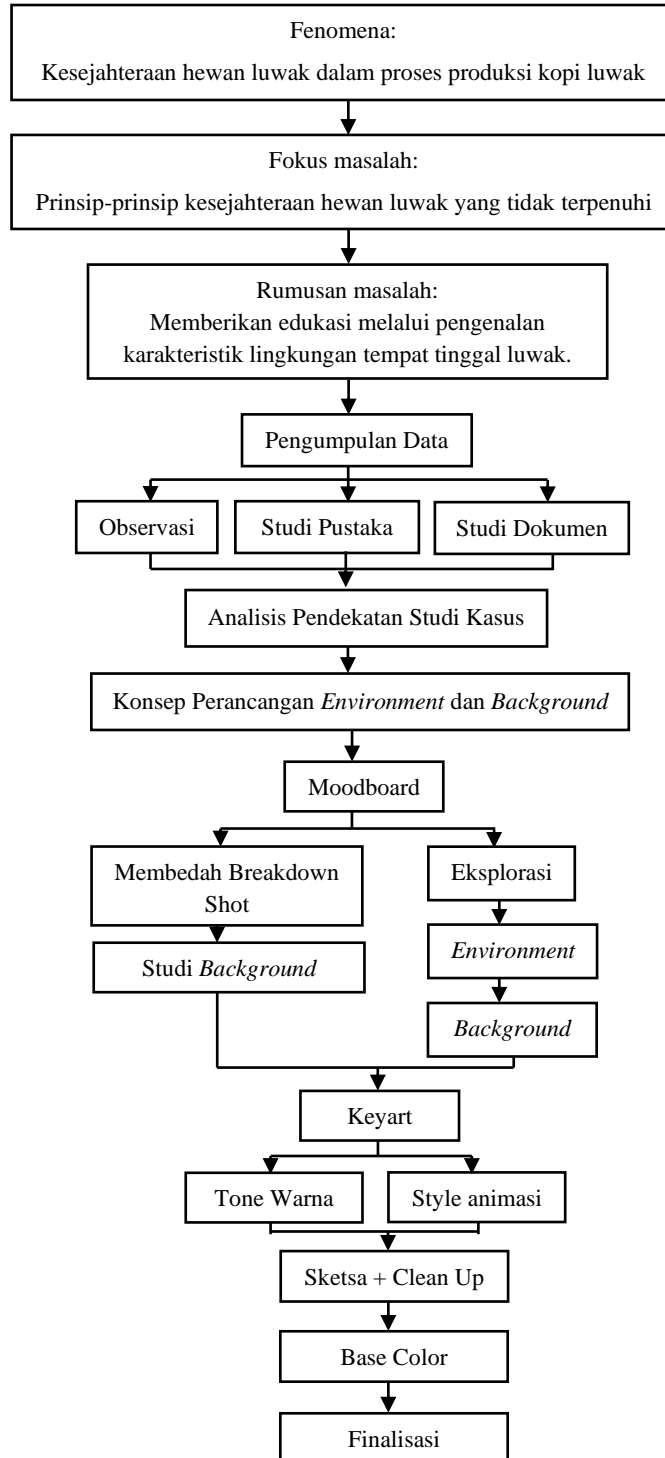 Fenomena:
Kesejahteraan hewan luwak dalam proses produksi kopi luwak
Fokus masalah:
Prinsip-prinsip kesejahteraan hewan luwak yang tidak terpenuhi
Rumusan masalah:
Memberikan edukasi melalui pengenalan
karakteristik lingkungan tempat tinggal luwak.
Pengumpulan Data
Observasi
Studi Pustaka
Studi Dokumen
Analisis Pendekatan Studi Kasus
Konsep Perancangan Environment dan Background
Moodboard
Membedah Breakdown
Shot
Eksplorasi
Studi Background
Environment
Background
Keyart
Tone Warna
Style animasi
Sketsa + Clean Up
Base Color
Finalisasi